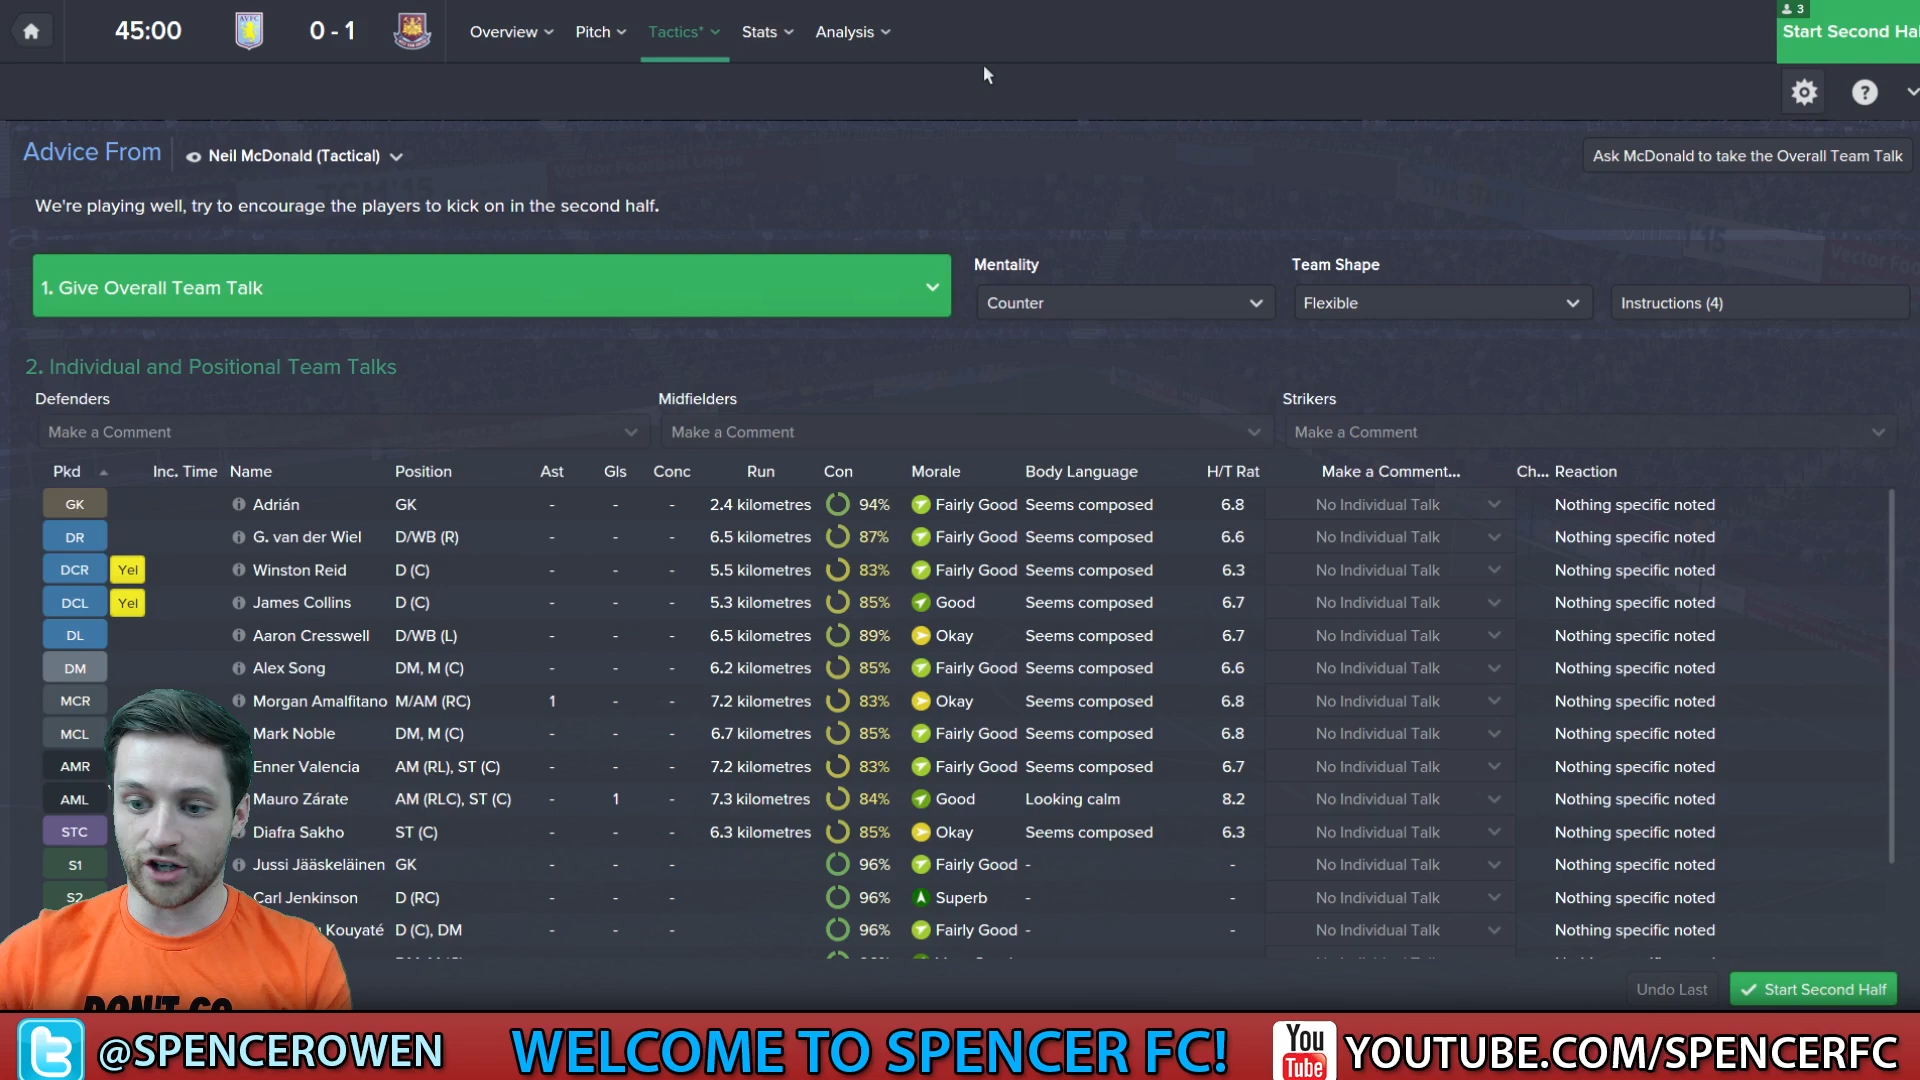 45:00 0 - 1 Overview Pitch Tactics* Stats Analysis 3 Start Second Hal
Advice From Neil McDonald (Tactical) Ask McDonald to take the Overall Team Talk
We're playing well, try to encourage the players to kick on in the second half.
Mentality Team Shape
1. Give Overall Team Talk Counter Flexible Instructions (4)
2. Individual and Positional Team Talks
Defenders Midfielders Strikers
Make a Comment Make a Comment Make a Comment
Pkd Inc. Time Name Position Ast Gls Conc Run Con Morale Body Language H/T Rat Make a Comment... Ch... Reaction
GK Adrián GK - - - 2.4 kilometres 94% Fairly Good Seems composed 6.8 No Individual Talk Nothing specific noted
DR G. van der Wiel D/WB (R) - - - 6.5 kilometres 87% Fairly Good Seems composed 6.6 No Individual Talk Nothing specific noted
DCR Yel Winston Reid D (C) - - - 5.5 kilometres 83% Fairly Good Seems composed 6.3 No Individual Talk Nothing specific noted
DCL Yel James Collins D (C) - - - 5.3 kilometres 85% Good Seems composed 6.7 No Individual Talk Nothing specific noted
DL Aaron Cresswell D/WB (L) - - - 6.5 kilometres 89% Okay Seems composed 6.7 No Individual Talk Nothing specific noted
DM Alex Song DM, M (C) - - - 6.2 kilometres 85% Fairly Good Seems composed 6.6 No Individual Talk Nothing specific noted
MCR Morgan Amalfitano M/AM (RC) 1 - - 7.2 kilometres 83% Okay Seems composed 6.8 No Individual Talk Nothing specific noted
MCL Mark Noble DM, M (C) - - - 6.7 kilometres 85% Fairly Good Seems composed 6.8 No Individual Talk Nothing specific noted
AMR Enner Valencia AM (RL), ST (C) - - - 7.2 kilometres 83% Fairly Good Seems composed 6.7 No Individual Talk Nothing specific noted
AML Mauro Zárate AM (RLC), ST (C) - 1 - 7.3 kilometres 84% Good Looking calm 8.2 No Individual Talk Nothing specific noted
STC Diafra Sakho ST (C) - - - 6.3 kilometres 85% Okay Seems composed 6.3 No Individual Talk Nothing specific noted
S1 Jussi Jääskeläinen GK - - - 96% Fairly Good - - No Individual Talk Nothing specific noted
S2 Carl Jenkinson D (RC) - - - 96% Superb - - No Individual Talk Nothing specific noted
Kouyaté D (C), DM - - - 96% Fairly Good - - No Individual Talk Nothing specific noted
Undo Last Start Second Half
DON'T GO
@SPENCEROWEN WELCOME TO SPENCER FC! You Tube YOUTUBE.COM/SPENCERFC